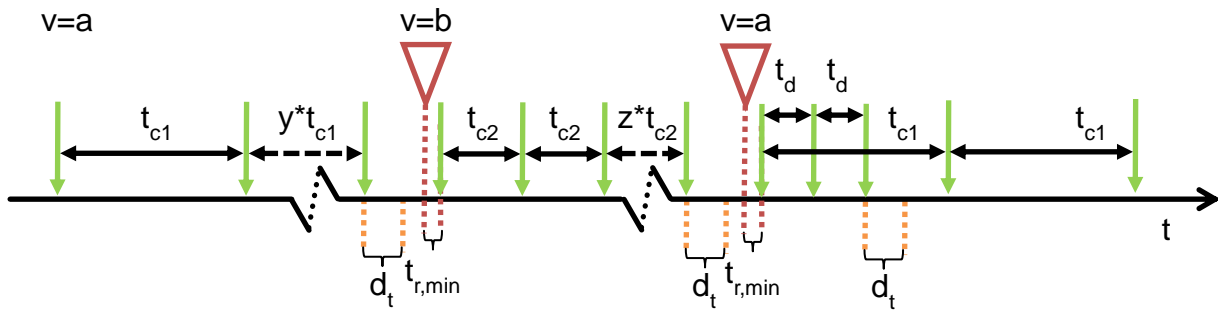 v=a
v=b
v=a
t_d
t_d
t_c1
y*t_c1
t_c2
t_c2
z*t_c2
t_c1
t_c1
t
d_t
t_r,min
d_t
t_r,min
d_t